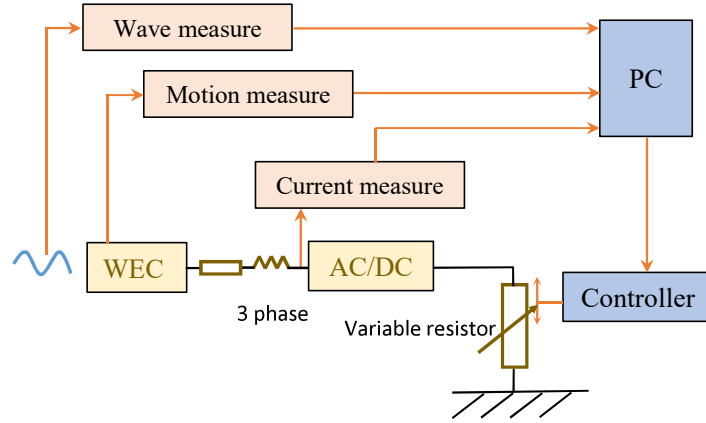 Wave measure
PC
Motion measure
Current measure
WEC
AC/DC
Controller
3 phase
Variable resistor